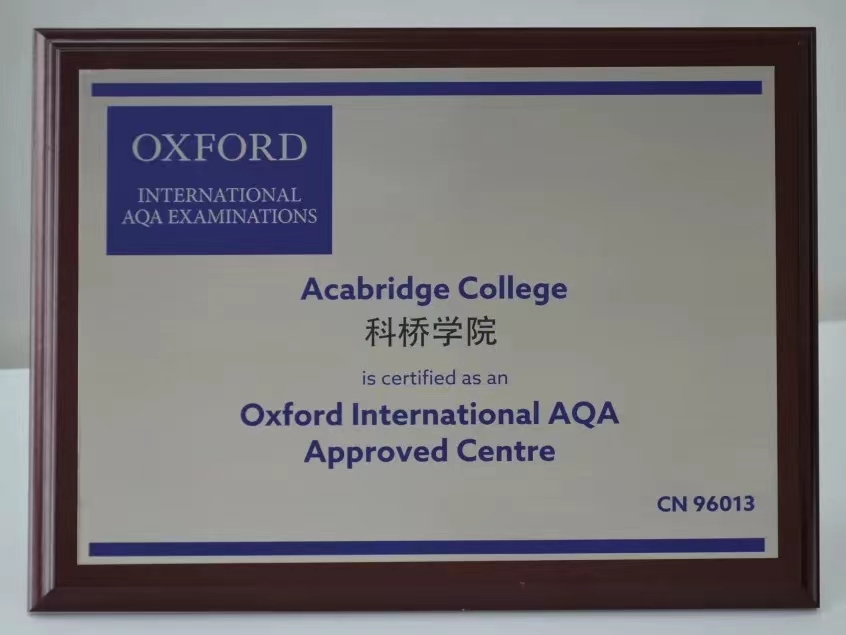 OXFORD
INTERNATIONAL
AQA EXAMINATIONS
Acabridge College
科桥学院
is certified as an
Oxford International AQA
Approved Centre
CN 96013